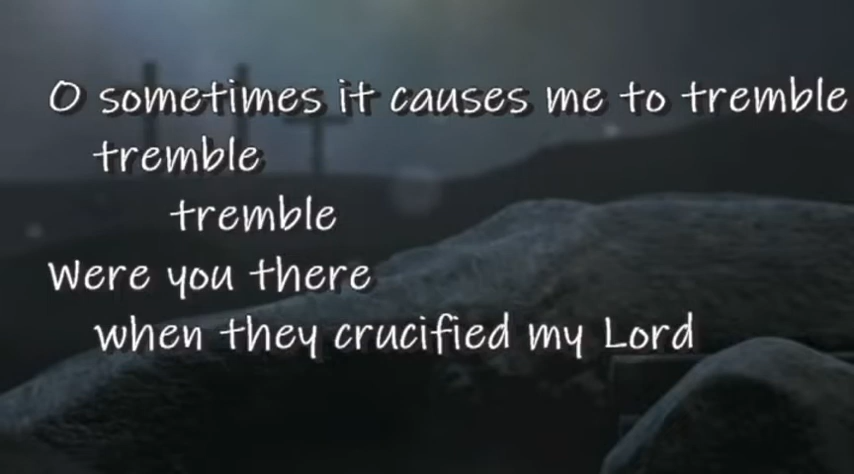 O sometimes it causes me to tremble
tremble
tremble
Were you there
when they crucified my Lord